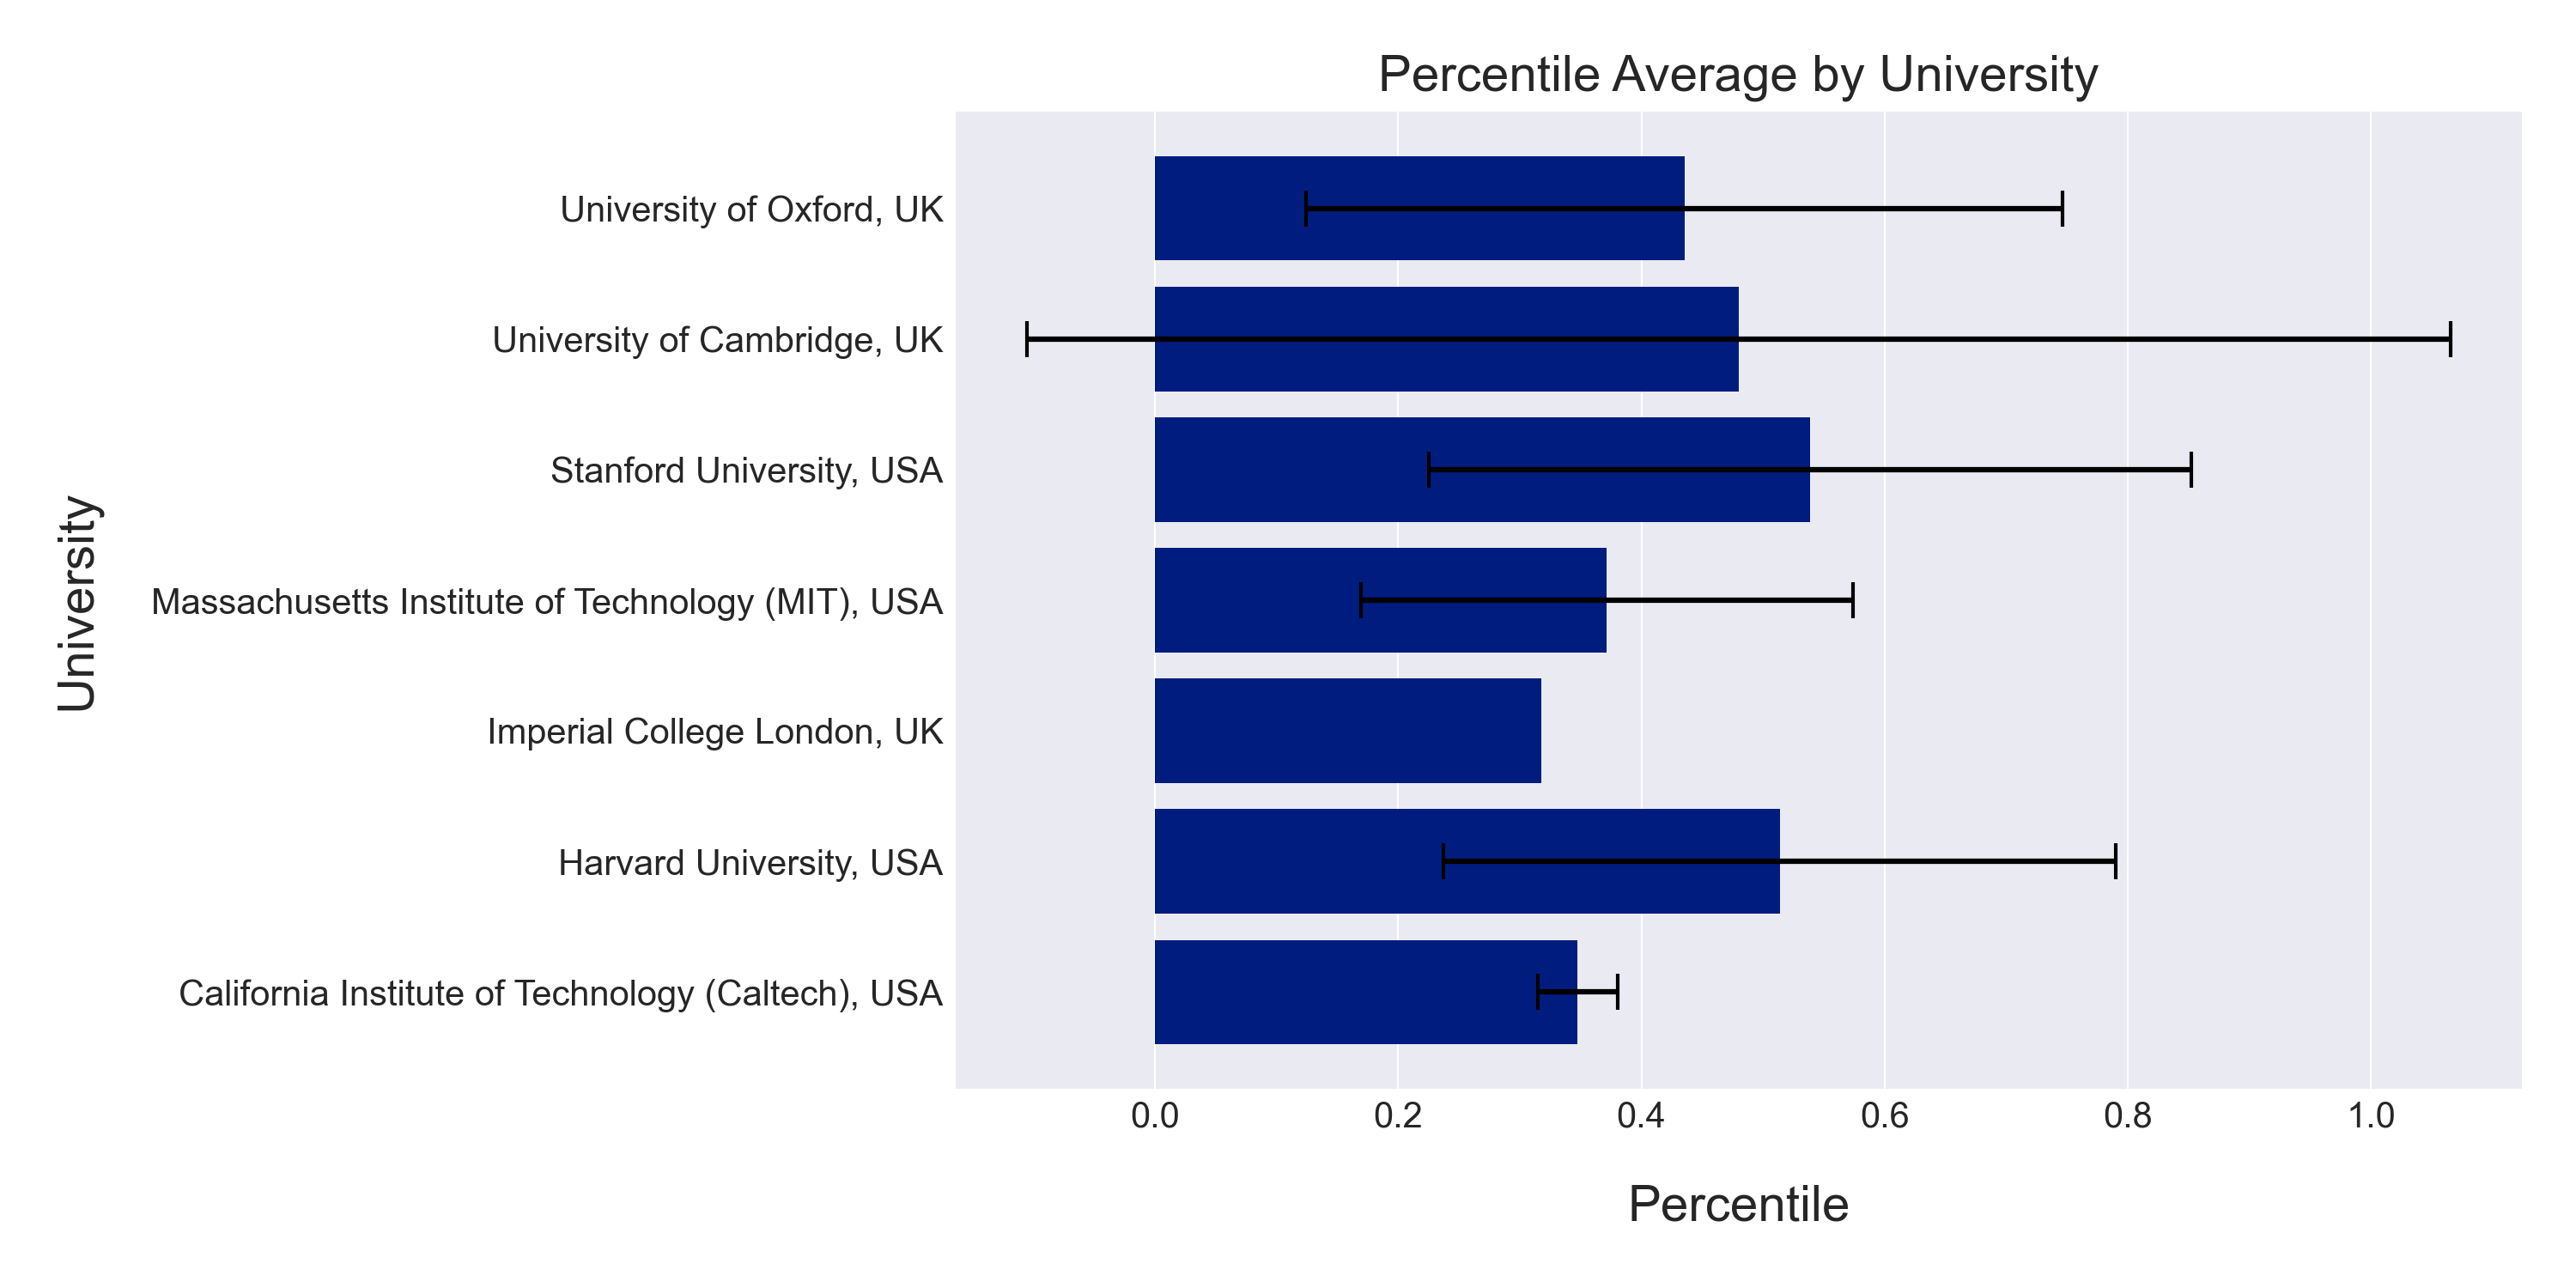 Percentile Average by University
University of Oxford, UK
University of Cambridge, UK
Stanford University, USA
Massachusetts Institute of Technology (MIT), USA
Imperial College London, UK
Harvard University, USA
California Institute of Technology (Caltech), USA
University
0.0 0.2 0.4 0.6 0.8 1.0
Percentile